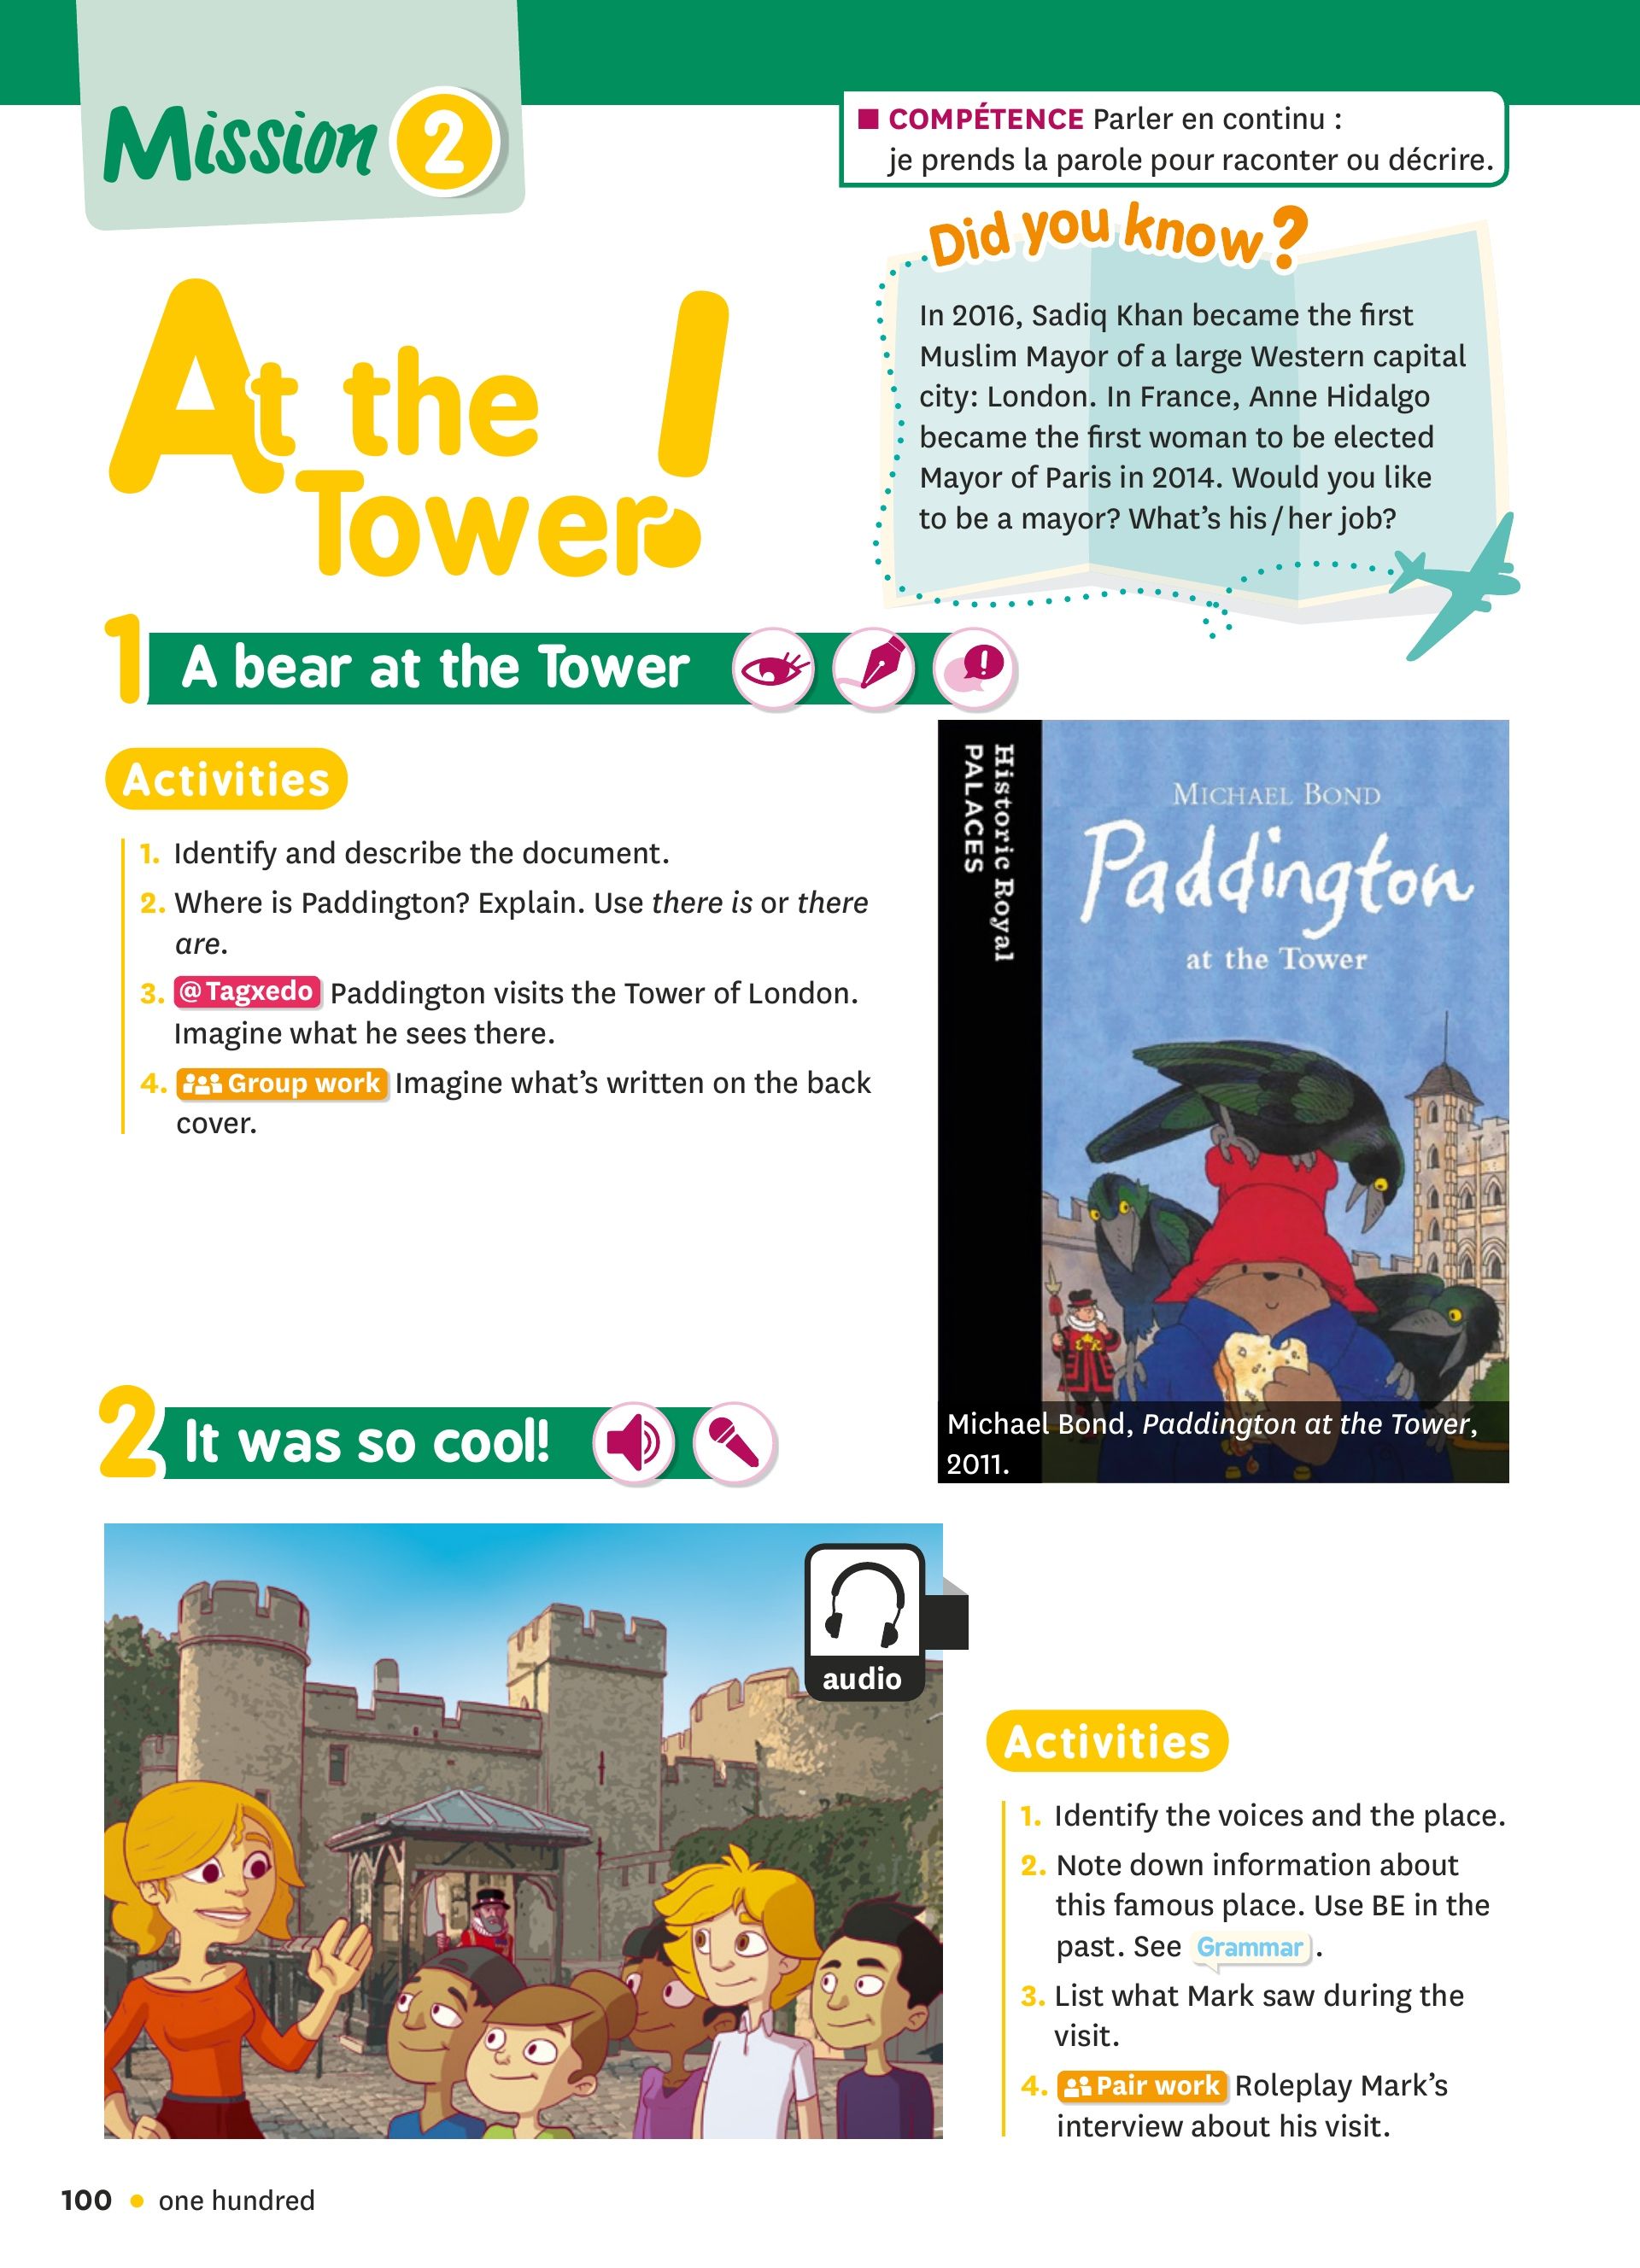 Mission 2
■ COMPÉTENCE Parler en continu :
je prends la parole pour raconter ou décrire.
Did you know?
In 2016, Sadiq Khan became the first
Muslim Mayor of a large Western capital
city: London. In France, Anne Hidalgo
became the first woman to be elected
Mayor of Paris in 2014. Would you like
to be a mayor? What's his/her job?
At the
Tower!
1 A bear at the Tower
Activities
1. Identify and describe the document.
2. Where is Paddington? Explain. Use there is or there
are.
3. @Tagxedo Paddington visits the Tower of London.
Imagine what he sees there.
4. Group work Imagine what's written on the back
cover.
Historic Royal
PALACES
MICHAEL BOND
Paddington
at the Tower
Michael Bond, Paddington at the Tower,
2011.
2 It was so cool!
audio
Activities
1. Identify the voices and the place.
2. Note down information about
this famous place. Use BE in the
past. See Grammar.
3. List what Mark saw during the
visit.
4. Pair work Roleplay Mark's
interview about his visit.
100 • one hundred